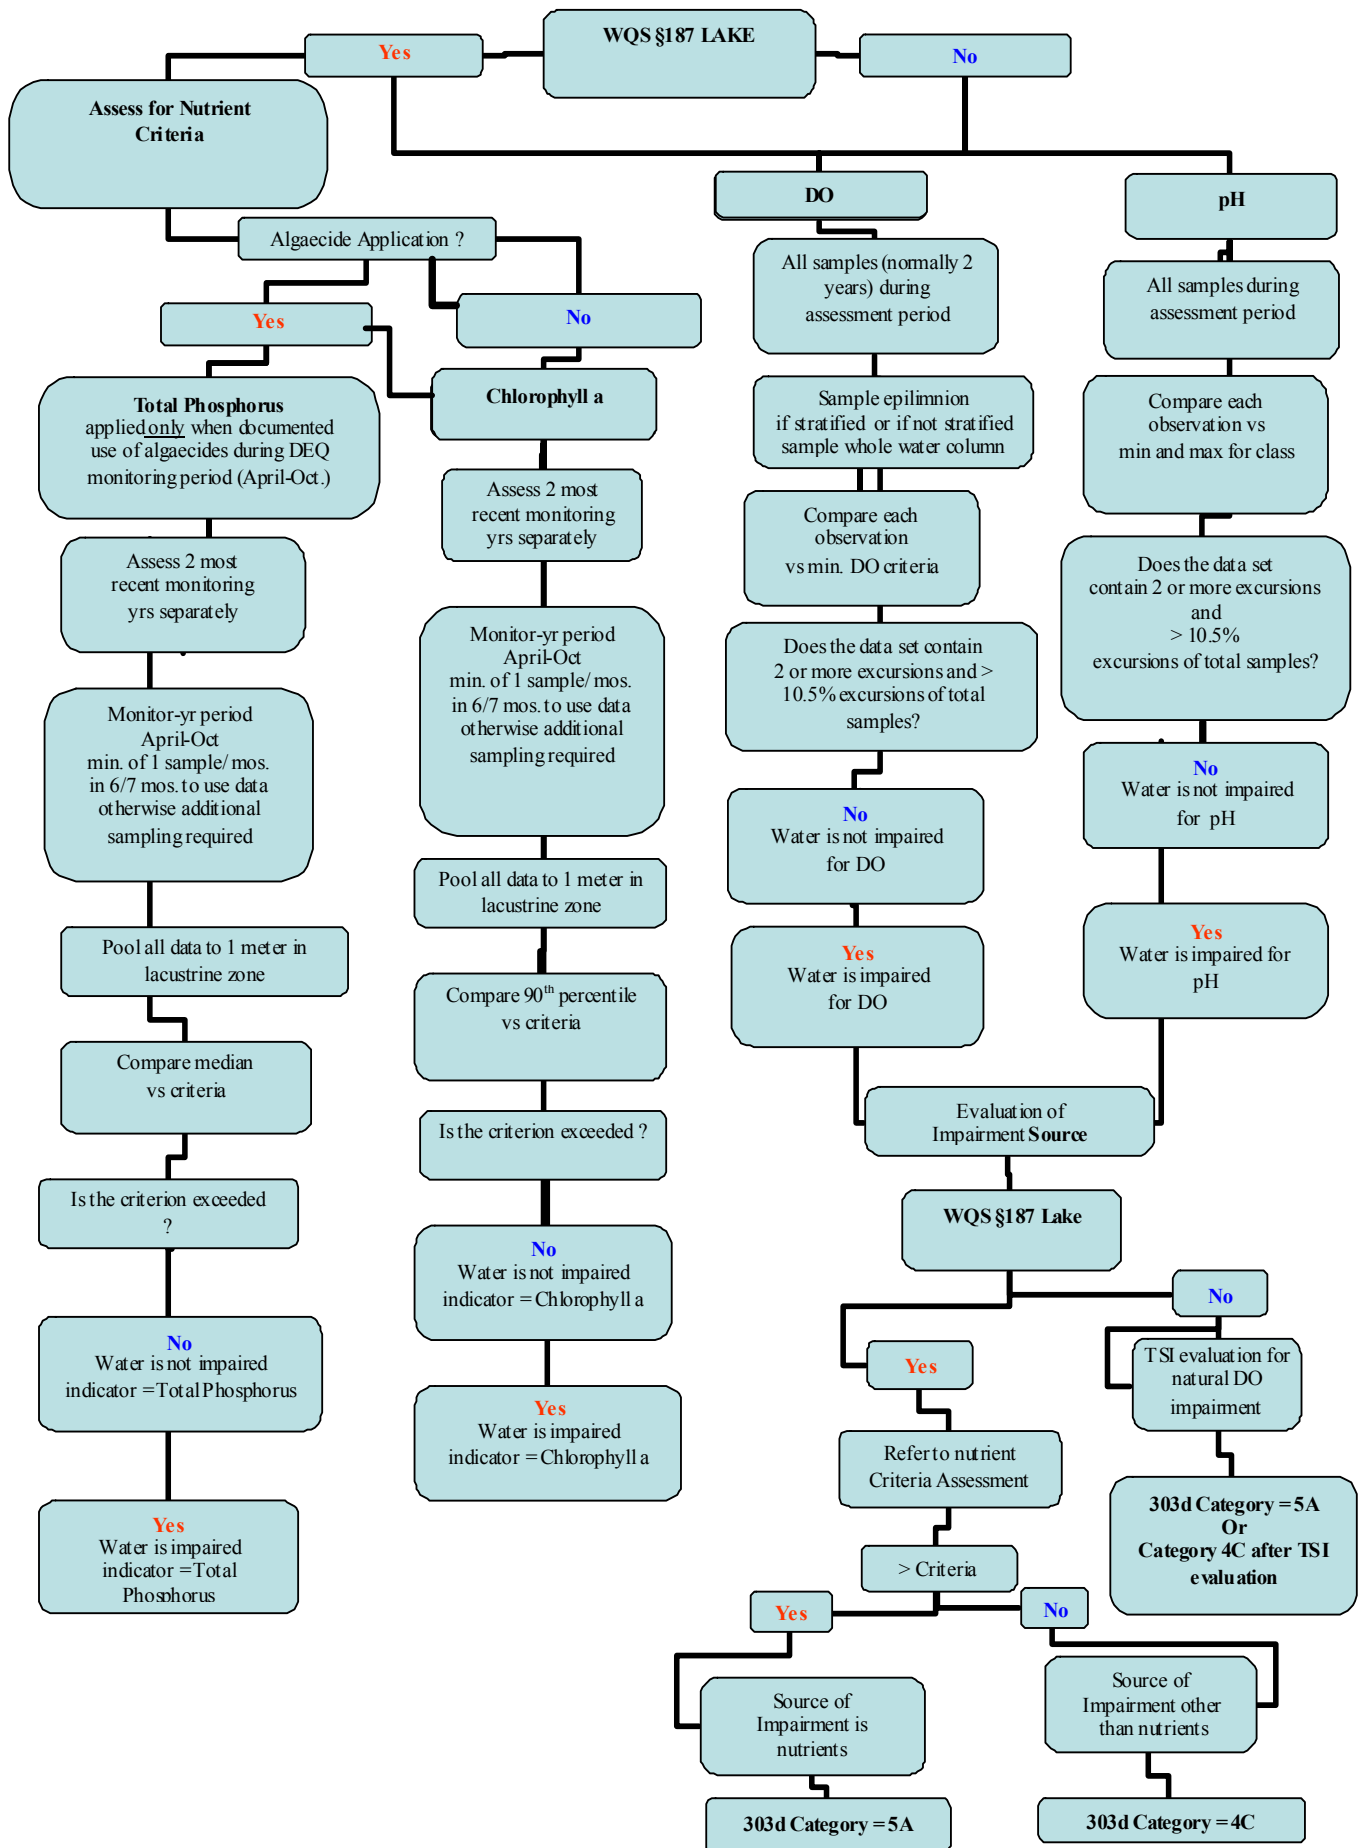 WQS §187 LAKE
Yes
No
Assess for Nutrient
Criteria
Algaecide Application ?
Yes
No
Total Phosphorus
applied only when documented
use of algaecides during DEQ
monitoring period (April-Oct.)
Assess 2 most
recent monitoring
yrs separately
Monitor-yr period
April-Oct
min. of 1 sample/ mos.
in 6/7 mos. to use data
otherwise additional
sampling required
Pool all data to 1 meter in
lacustrine zone
Compare median
vs criteria
Is the criterion exceeded
?
No
Water is not impaired
indicator = Total Phosphorus
Yes
Water is impaired
indicator = Total
Phosphorus
Chlorophyll a
Assess 2 most
recent monitoring
yrs separately
Monitor-yr period
April-Oct
min. of 1 sample/ mos.
in 6/7 mos. to use data
otherwise additional
sampling required
Pool all data to 1 meter in
lacustrine zone
Compare 90th percentile
vs criteria
Is the criterion exceeded ?
No
Water is not impaired
indicator = Chlorophyll a
Yes
Water is impaired
indicator = Chlorophyll a
DO
All samples (normally 2
years) during
assessment period
Sample epilimnion
if stratified or if not stratified
sample whole water column
Compare each
observation
vs min. DO criteria
Does the data set contain
2 or more excursions and >
10.5% excursions of total
samples?
No
Water is not impaired
for DO
Yes
Water is impaired
for DO
pH
All samples during
assessment period
Compare each
observation vs
min and max for class
Does the data set
contain 2 or more excursions
and
> 10.5%
excursions of total samples?
No
Water is not impaired
for pH
Yes
Water is impaired for
pH
Evaluation of
Impairment Source
WQS §187 Lake
Yes
No
TSI evaluation for
natural DO
impairment
303d Category = 5A
Or
Category 4C after TSI
evaluation
Refer to nutrient
Criteria Assessment
> Criteria
Yes
No
Source of
Impairment is
nutrients
Source of
Impairment other
than nutrients
303d Category = 5A
303d Category = 4C